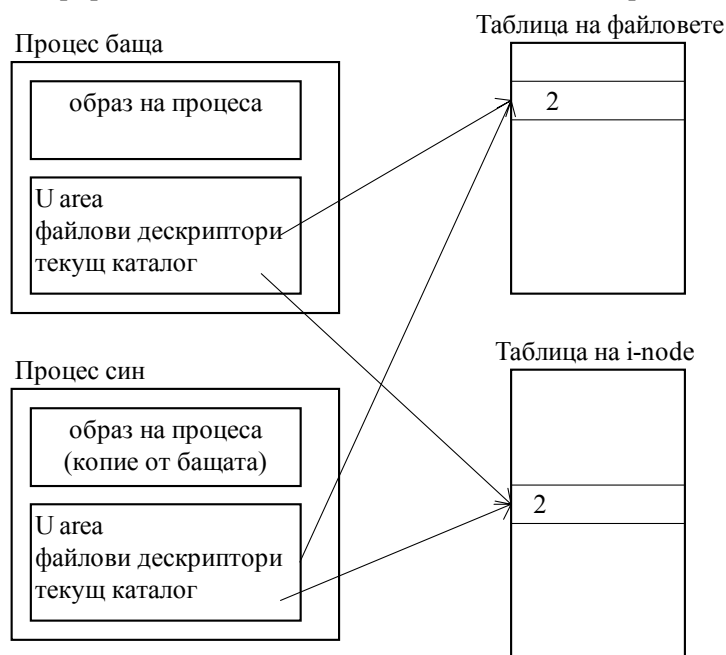 Процес баща
образ на процеса
U area
файлови дескриптори
текущ каталог
Таблица на файловете
2
Процес син
образ на процеса
(копие от бащата)
U area
файлови дескриптори
текущ каталог
Таблица на i-node
2